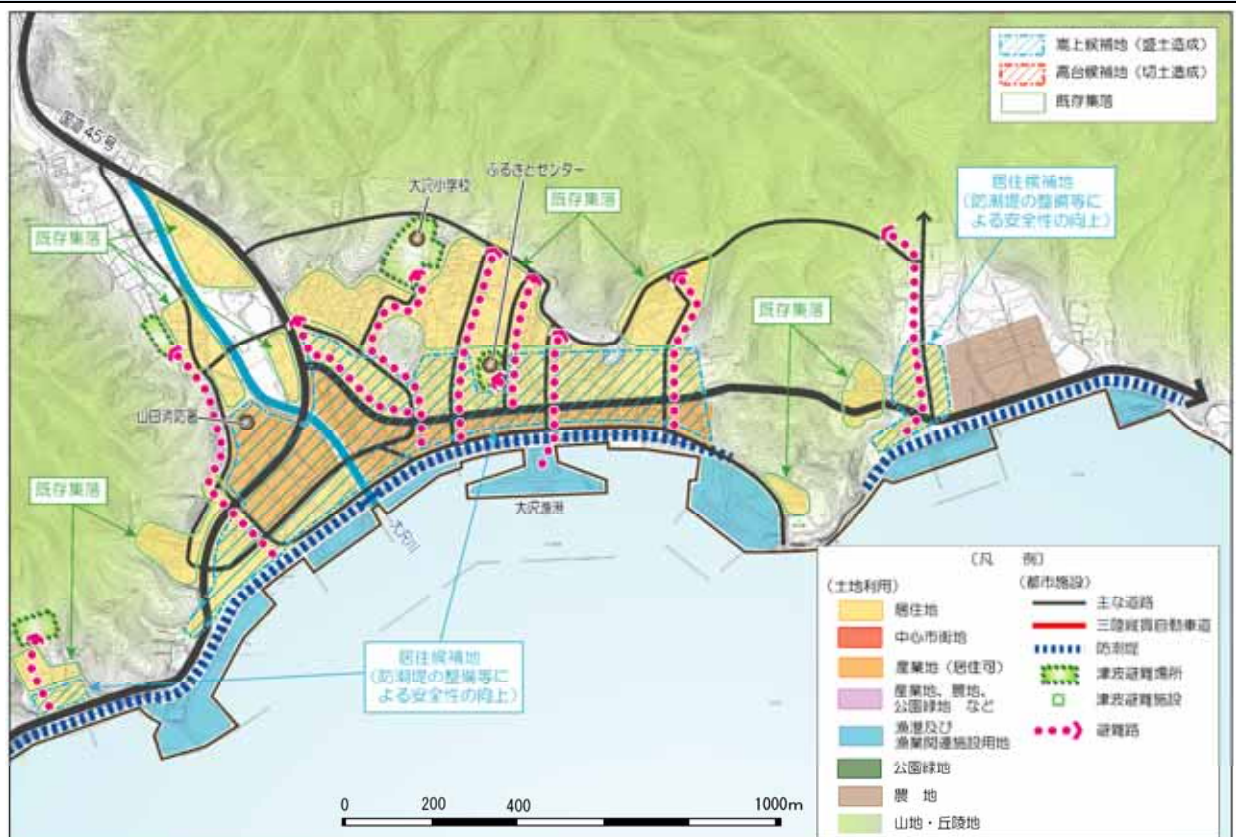 嵩上候補地(盛土造成)
高台候補地(切土造成)
既存集落
国道45号
ふるさとセンター
大沢小学校
既存集落
居住候補地
(防潮堤の整備等に
よる安全性の向上)
既存集落
既存集落
山田消防署
既存集落
大沢川
大沢漁港
既存集落
居住候補地
(防潮堤の整備等に
よる安全性の向上)
(凡 例)
(土地利用)
居住地
中心市街地
産業地(居住可)
産業地、農地、
公園緑地 など
漁港及び
漁業関連施設用地
公園緑地
農 地
山地・丘陵地
(都市施設)
主な道路
三陸縦貫自動車道
防潮堤
津波避難場所
津波避難施設
避難路
0 200 400 1000m